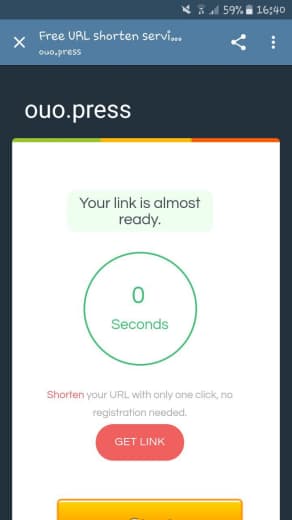 59% 16:40
Free URL shorten servi...
ouo.press
ouo.press
Your link is almost
ready.
0
Seconds
Shorten your URL with only one click, no
registration needed.
GET LINK